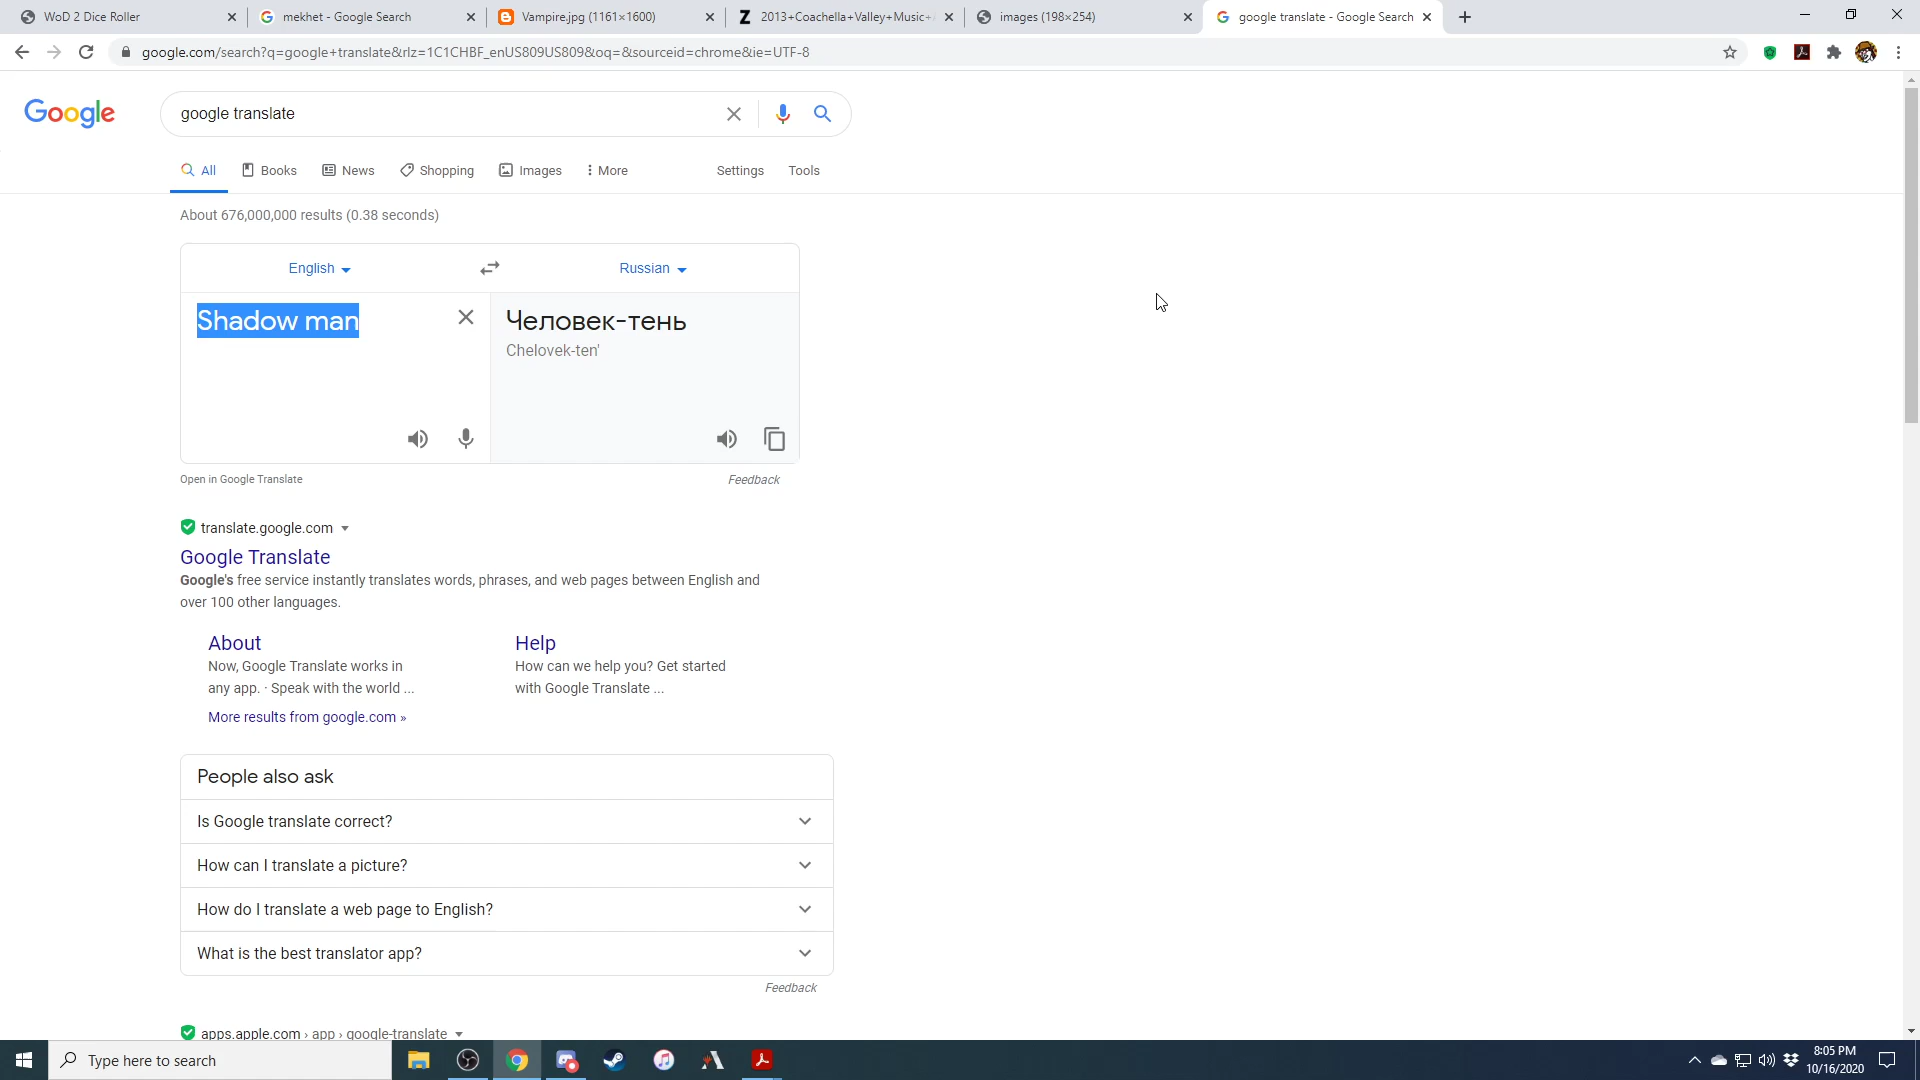 WoD 2 Dice Roller
mekhet - Google Search
Vampire.jpg (1161×1600)
2013+Coachella+Valley+Music+
images (198×254)
google translate - Google Search
google.com/search?q=google+translate&rlz=1C1CHBF_enUS809US809&oq=&sourceid=chrome&ie=UTF-8
Google
google translate
All
Books
News
Shopping
Images
More
Settings
Tools
About 676,000,000 results (0.38 seconds)
English
Russian
Shadow man
Человек-тень
Chelovek-ten'
Open in Google Translate
Feedback
translate.google.com
Google Translate
Google's free service instantly translates words, phrases, and web pages between English and
over 100 other languages.
About
Help
Now, Google Translate works in
any app. · Speak with the world ...
How can we help you? Get started
with Google Translate ...
More results from google.com »
People also ask
Is Google translate correct?
How can I translate a picture?
How do I translate a web page to English?
What is the best translator app?
Feedback
apps.apple.com › app › google-translate
Type here to search
8:05 PM
10/16/2020